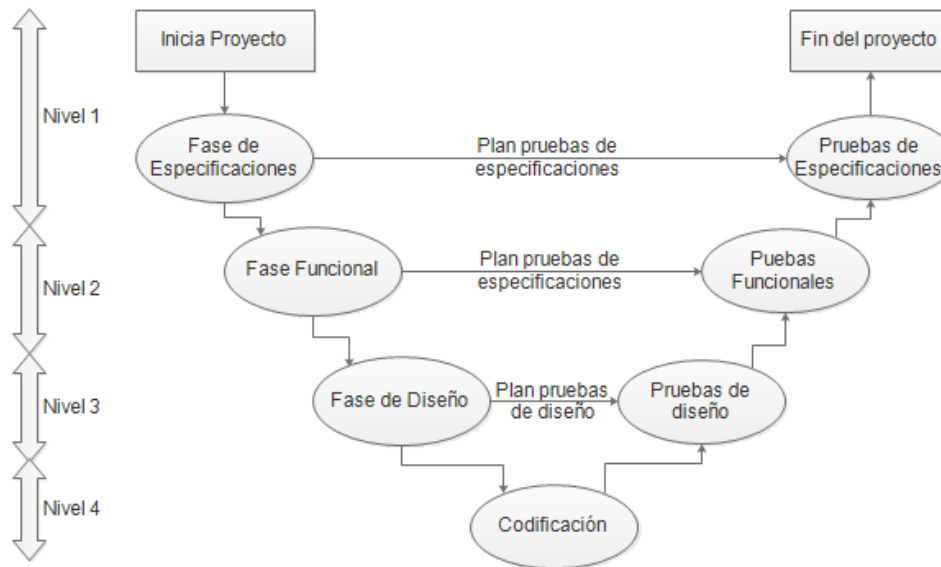 Inicia Proyecto
Fin del proyecto
Nivel 1
Fase de
Especificaciones
Plan pruebas de
especificaciones
Pruebas de
Especificaciones
Nivel 2
Fase Funcional
Plan pruebas de
especificaciones
Puebas
Funcionales
Nivel 3
Fase de Diseño
Plan pruebas
de diseño
Pruebas de
diseño
Nivel 4
Codificación